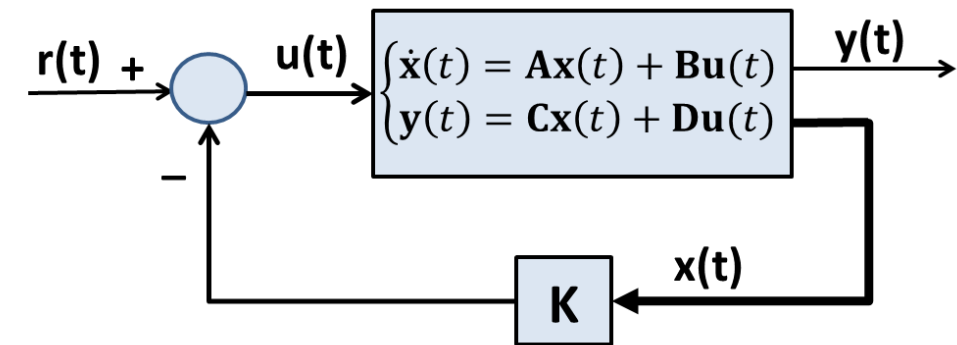 r(t) + u(t) y(t)
ẋ(t) = Ax(t) + Bu(t)
y(t) = Cx(t) + Du(t)
−
x(t)
K